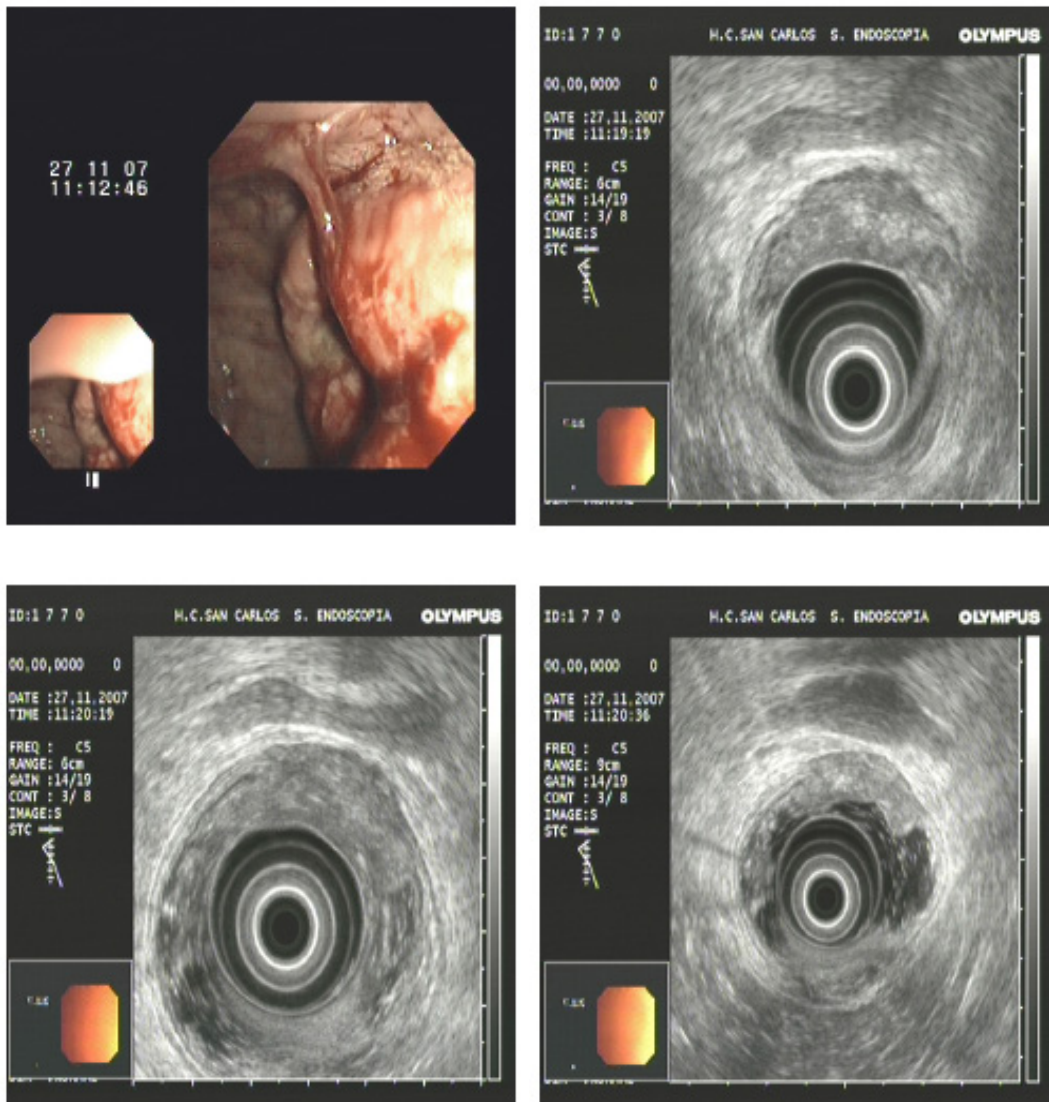 27 11 07
11:12:46
ID:1 7 7 0 H.C.SAN CARLOS S. ENDOSCOPIA OLYMPUS
00,00,0000 0
DATE :27,11,2007
TIME :11:19:19
FREQ : C5
RANGE: 6cm
GAIN :14/19
CONT : 3/ 8
IMAGE:S
STC
ID:1 7 7 0 H.C.SAN CARLOS S. ENDOSCOPIA OLYMPUS
00,00,0000 0
DATE :27,11,2007
TIME :11:20:19
FREQ : C5
RANGE: 6cm
GAIN :14/19
CONT : 3/ 8
IMAGE:S
STC
ID:1 7 7 0 H.C.SAN CARLOS S. ENDOSCOPIA OLYMPUS
00,00,0000 0
DATE :27,11,2007
TIME :11:20:36
FREQ : C5
RANGE: 9cm
GAIN :14/19
CONT : 3/ 8
IMAGE:S
STC